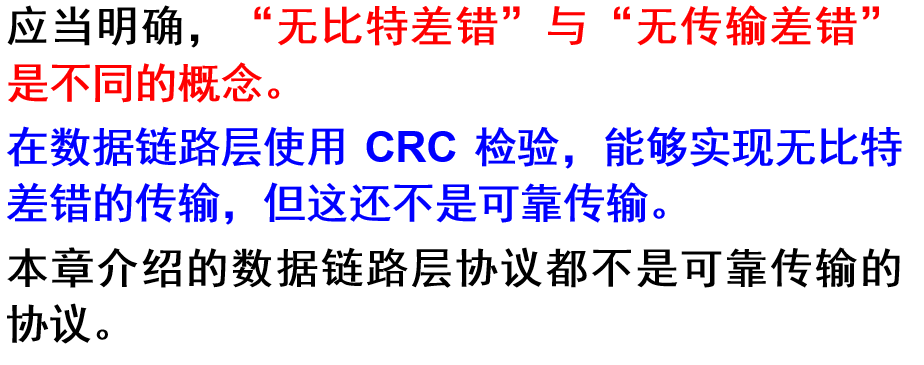 应当明确，“无比特差错”与“无传输差错”
是不同的概念。
在数据链路层使用 CRC 检验，能够实现无比特
差错的传输，但这还不是可靠传输。
本章介绍的数据链路层协议都不是可靠传输的
协议。